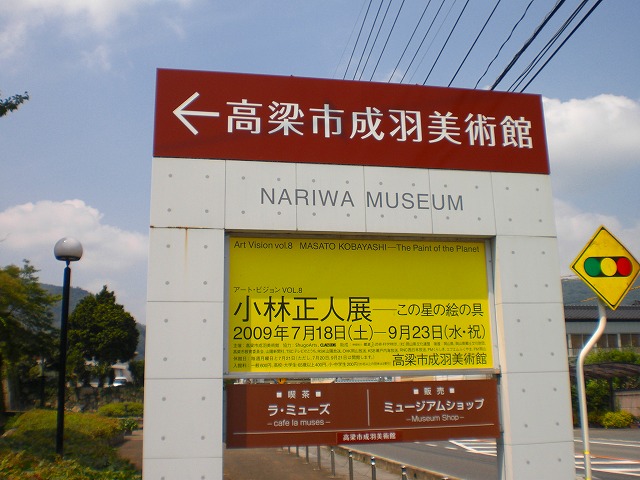 ←高梁市成羽美術館
NARIWA MUSEUM
Art Vision vol.8 MASATO KOBAYASHI—The Paint of the Planet
アート・ビジョン VOL.8
小林正人展——この星の絵の具
2009年7月18日(土)—9月23日(水・祝)
高梁市成羽美術館
■喫茶■
ラ・ミューズ
–cafe la muses–
■販売■
ミュージアムショップ
–Museum Shop–
高梁市成羽美術館